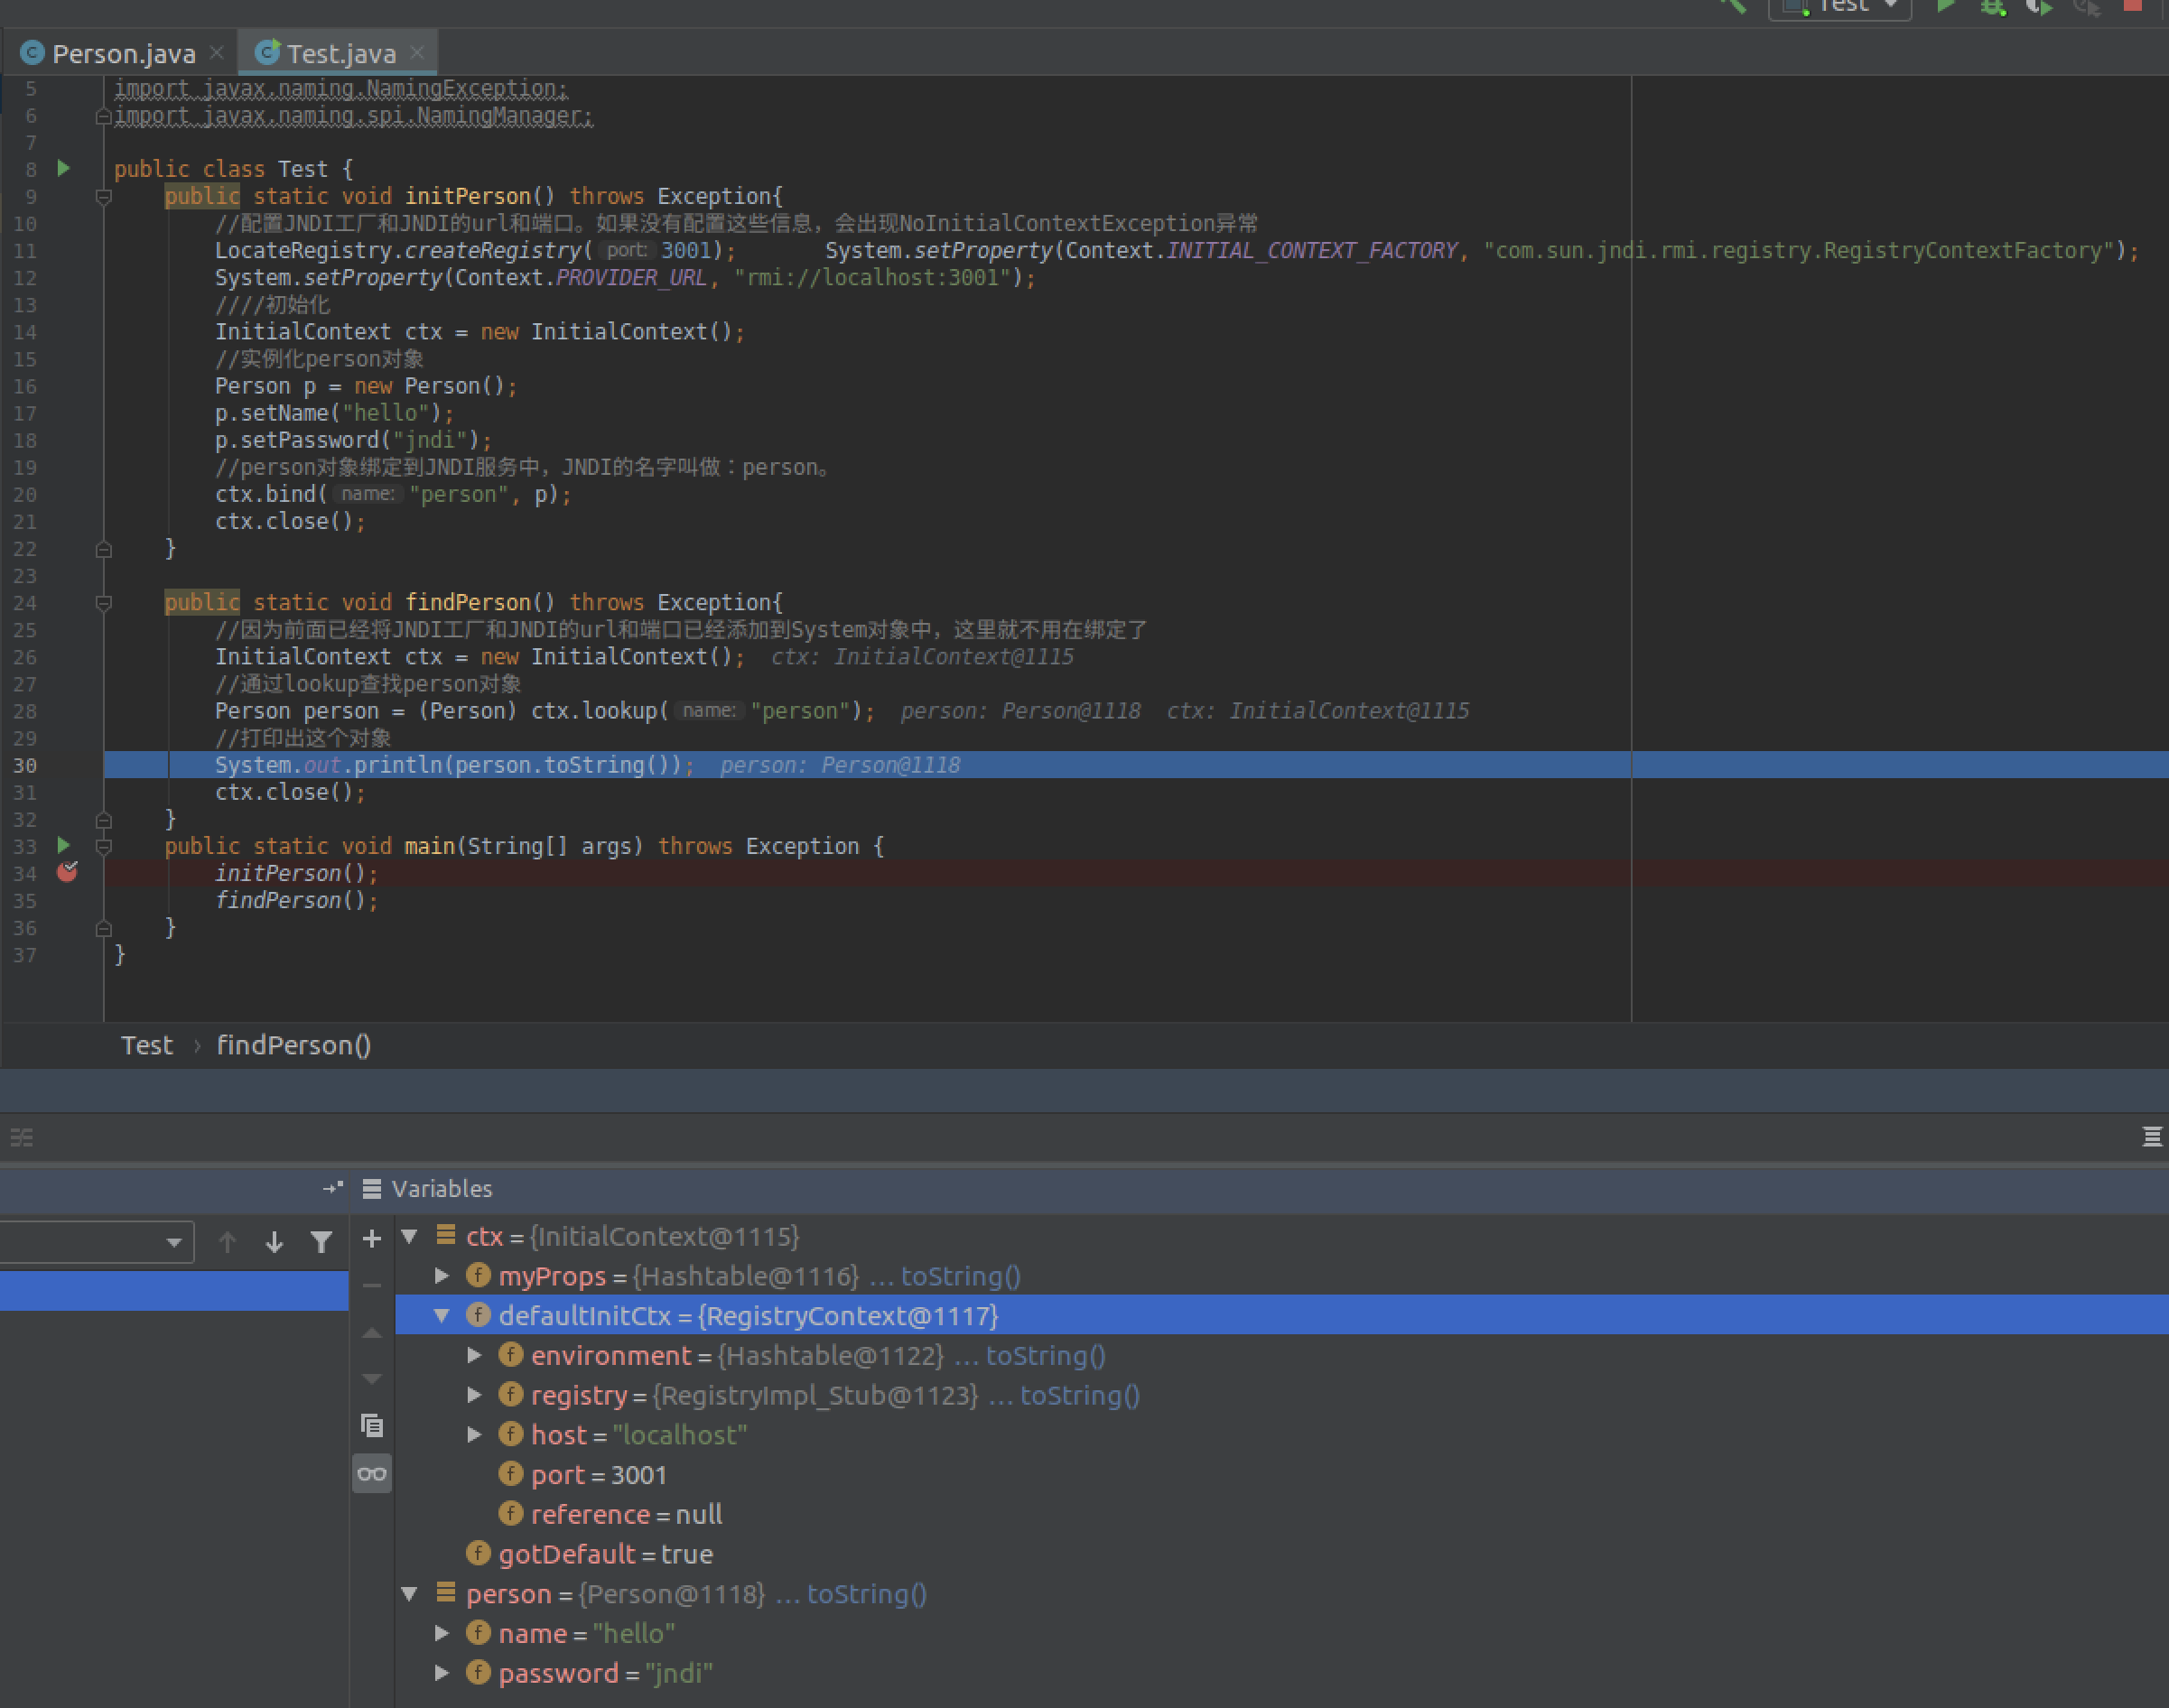 Test
Person.java
Test.java
5 import javax.naming.NamingException;
6 import javax.naming.spi.NamingManager;
7
8 public class Test {
9 public static void initPerson() throws Exception{
10 //配置JNDI工厂和JNDI的url和端口。如果没有配置这些信息，会出现NoInitialContextException异常
11 LocateRegistry.createRegistry( port: 3001); System.setProperty(Context.INITIAL_CONTEXT_FACTORY, "com.sun.jndi.rmi.registry.RegistryContextFactory");
12 System.setProperty(Context.PROVIDER_URL, "rmi://localhost:3001");
13 ////初始化
14 InitialContext ctx = new InitialContext();
15 //实例化person对象
16 Person p = new Person();
17 p.setName("hello");
18 p.setPassword("jndi");
19 //person对象绑定到JNDI服务中，JNDI的名字叫做：person。
20 ctx.bind( name: "person", p);
21 ctx.close();
22 }
23
24 public static void findPerson() throws Exception{
25 //因为前面已经将JNDI工厂和JNDI的url和端口已经添加到System对象中，这里就不用在绑定了
26 InitialContext ctx = new InitialContext(); ctx: InitialContext@1115
27 //通过lookup查找person对象
28 Person person = (Person) ctx.lookup( name: "person"); person: Person@1118 ctx: InitialContext@1115
29 //打印出这个对象
30 System.out.println(person.toString()); person: Person@1118
31 ctx.close();
32 }
33 public static void main(String[] args) throws Exception {
34 initPerson();
35 findPerson();
36 }
37 }
Test › findPerson()
Variables
ctx = {InitialContext@1115}
myProps = {Hashtable@1116} ... toString()
defaultInitCtx = {RegistryContext@1117}
environment = {Hashtable@1122} ... toString()
registry = {RegistryImpl_Stub@1123} ... toString()
host = "localhost"
port = 3001
reference = null
gotDefault = true
person = {Person@1118} ... toString()
name = "hello"
password = "jndi"